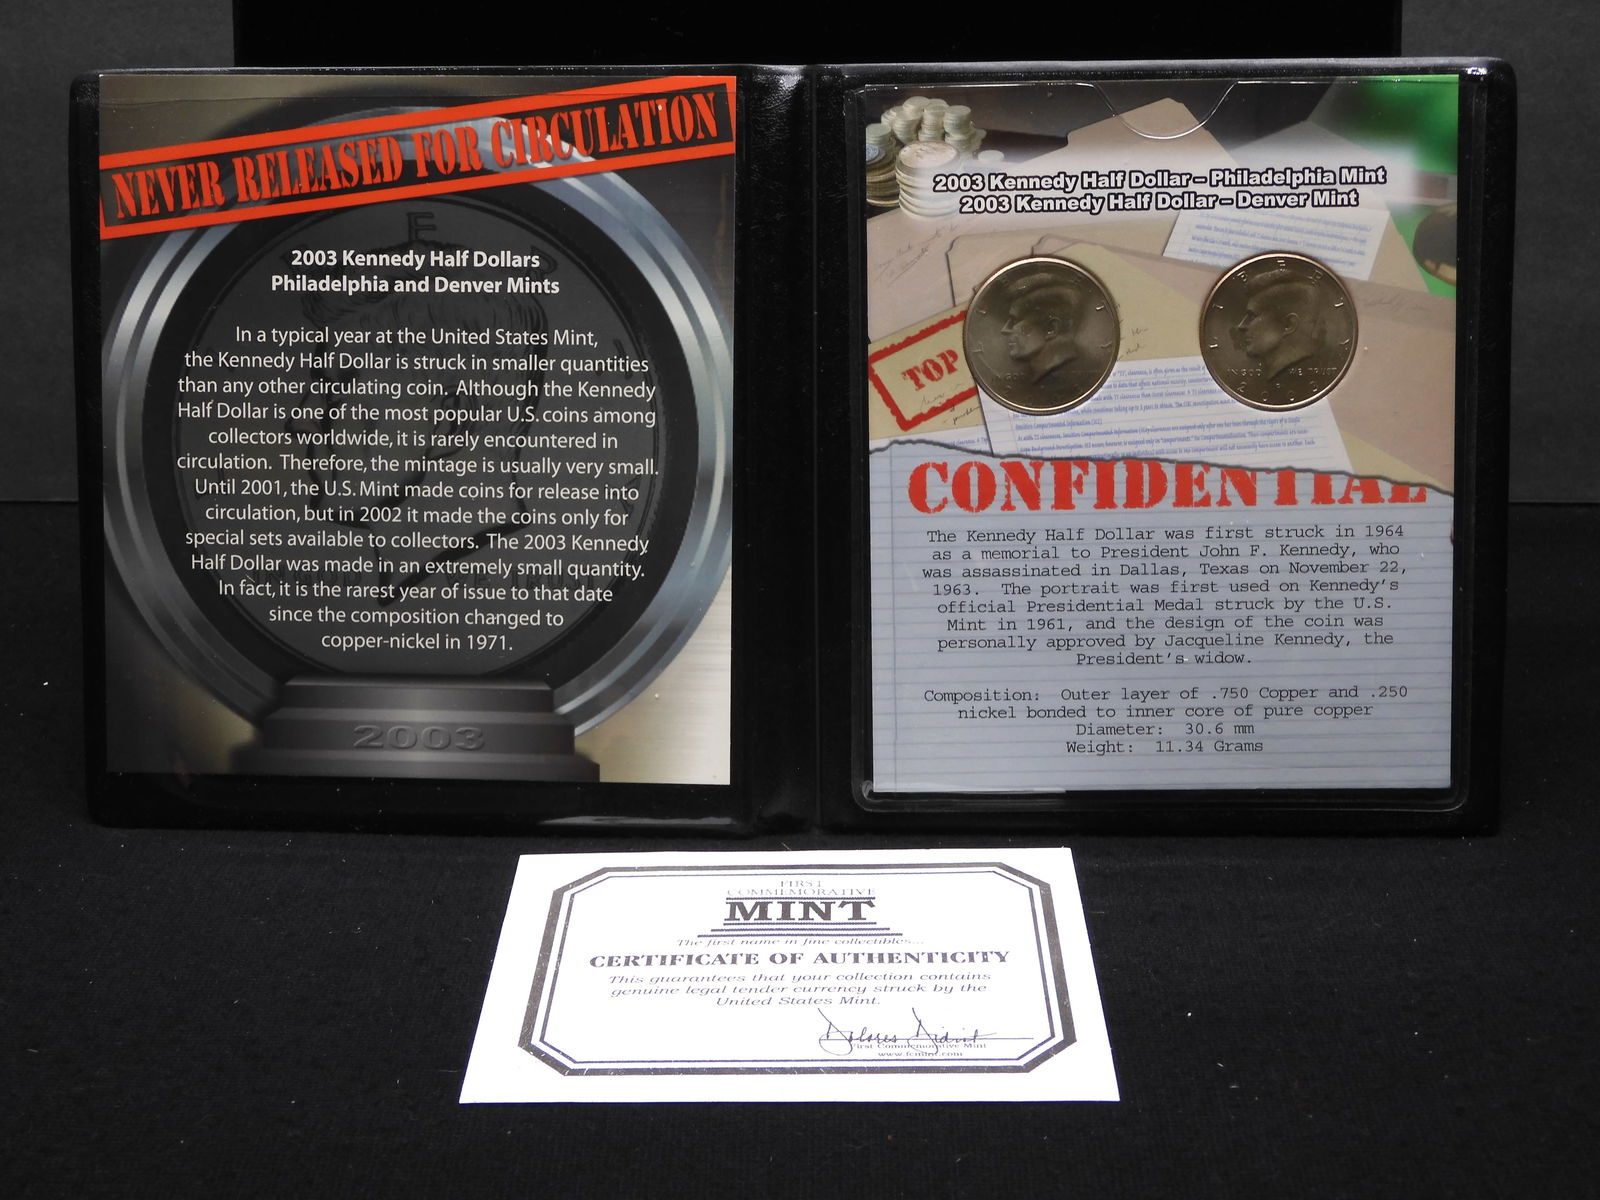 NEVER RELEASED FOR CIRCULATION
2003 Kennedy Half Dollars
Philadelphia and Denver Mints
In a typical year at the United States Mint,
the Kennedy Half Dollar is struck in smaller quantities
than any other circulating coin. Although the Kennedy
Half Dollar is one of the most popular U.S. coins among
collectors worldwide, it is rarely encountered in
circulation. Therefore, the mintage is usually very small.
Until 2001, the U.S. Mint made coins for release into
circulation, but in 2002 it made the coins only for
special sets available to collectors. The 2003 Kennedy
Half Dollar was made in an extremely small quantity.
In fact, it is the rarest year of issue to that date
since the composition changed to
copper-nickel in 1971.
2003
2003 Kennedy Half Dollar – Philadelphia Mint
2003 Kennedy Half Dollar – Denver Mint
TOP
IN GOD WE TRUST
2003
CONFIDENTIAL
The Kennedy Half Dollar was first struck in 1964
as a memorial to President John F. Kennedy, who
was assassinated in Dallas, Texas on November 22,
1963. The portrait was first used on Kennedy's
official Presidential Medal struck by the U.S.
Mint in 1961, and the design of the coin was
personally approved by Jacqueline Kennedy, the
President's widow.
Composition: Outer layer of .750 Copper and .250
nickel bonded to inner core of pure copper
Diameter: 30.6 mm
Weight: 11.34 Grams
FIRST
COMMEMORATIVE
MINT
The first name in fine collectibles...
CERTIFICATE OF AUTHENTICITY
This guarantees that your collection contains
genuine legal tender currency struck by the
United States Mint.
First Commemorative Mint
www.fcmint.com